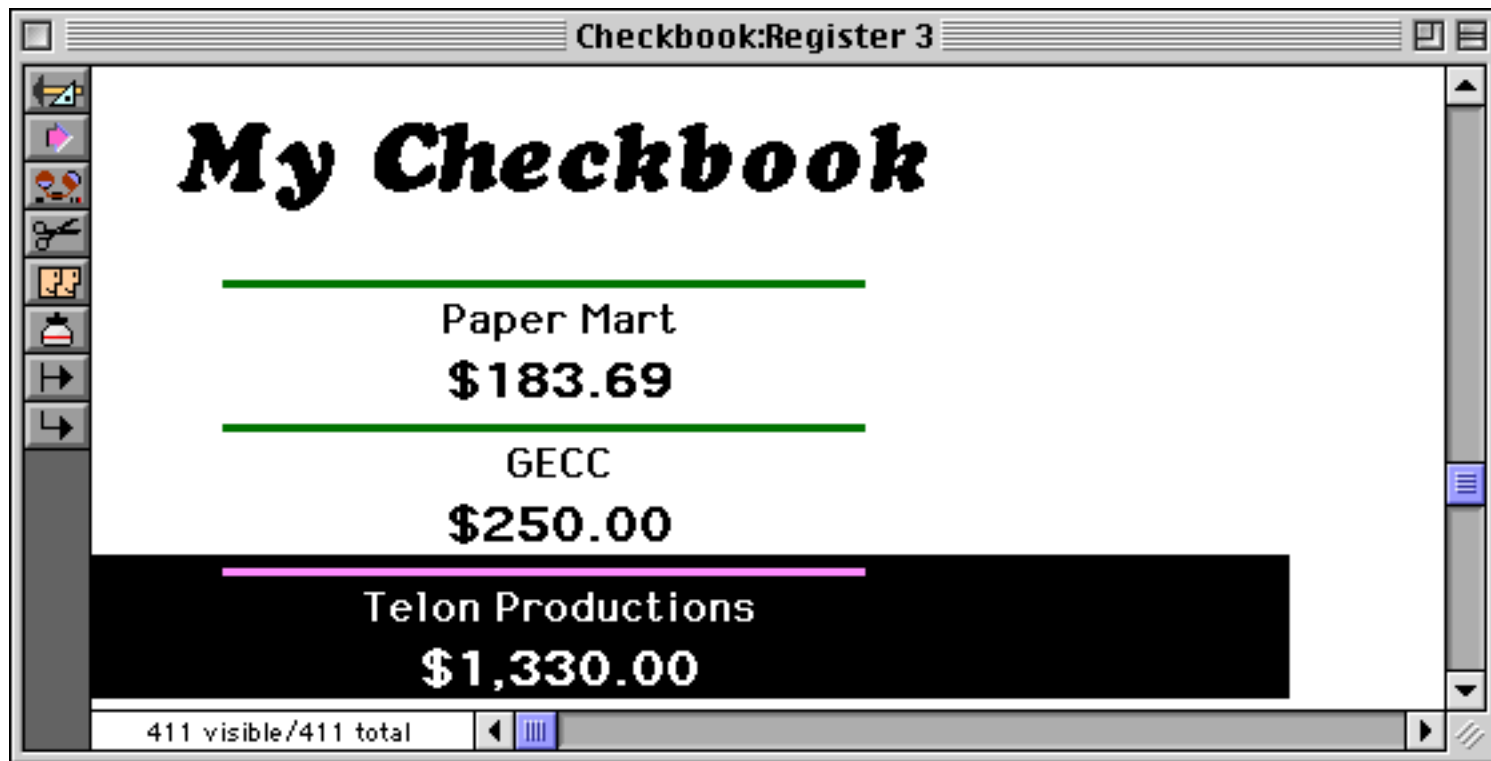 Checkbook:Register 3
My Checkbook
Paper Mart
$183.69
GECC
$250.00
Telon Productions
$1,330.00
411 visible/411 total